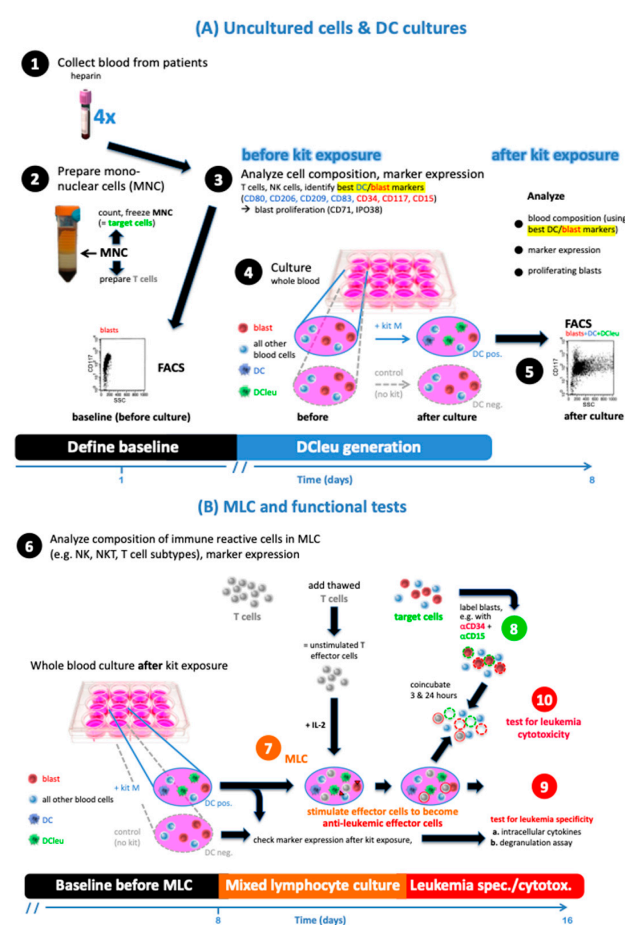 (A) Uncultured cells & DC cultures
1 Collect blood from patients
heparin
4x
2 Prepare mono-
nuclear cells (MNC)
count, freeze MNC
(= target cells)
MNC
prepare T cells
before kit exposure
3 Analyze cell composition, marker expression
T cells, NK cells, identify best DC/blast markers
(CD80, CD206, CD209, CD83, CD34, CD117, CD15)
→ blast proliferation (CD71, IPO38)
after kit exposure
Analyze
● blood composition (using
best DC/blast markers)
● marker expression
● proliferating blasts
4 Culture
whole blood
blast
all other
blood cells
DC
DCleu
+ kit M
DC pos.
control
(no kit)
DC neg.
before
after culture
blasts
CD117
SSC
FACS
baseline (before culture)
FACS
blasts+DC+DCleu
5
CD117
SSC
after culture
Define baseline
DCleu generation
1
//
Time (days)
8
(B) MLC and functional tests
6 Analyze composition of immune reactive cells in MLC
(e.g. NK, NKT, T cell subtypes), marker expression
T cells
add thawed
T cells
= unstimulated T
effector cells
+ IL-2
target cells
label blasts,
e.g. with
αCD34 +
αCD15
8
Whole blood culture after kit exposure
coincubate
3 & 24 hours
10
test for leukemia
cytotoxicity
7 MLC
blast
all other blood cells
DC
DCleu
+ kit M
DC pos.
control
(no kit)
DC neg.
stimulate effector cells to become
anti-leukemic effector cells
9
test for leukemia specificity
a. intracellular cytokines
b. degranulation assay
check marker expression after kit exposure,
Baseline before MLC
Mixed lymphocyte culture
Leukemia spec./cytotox.
//
8
Time (days)
16